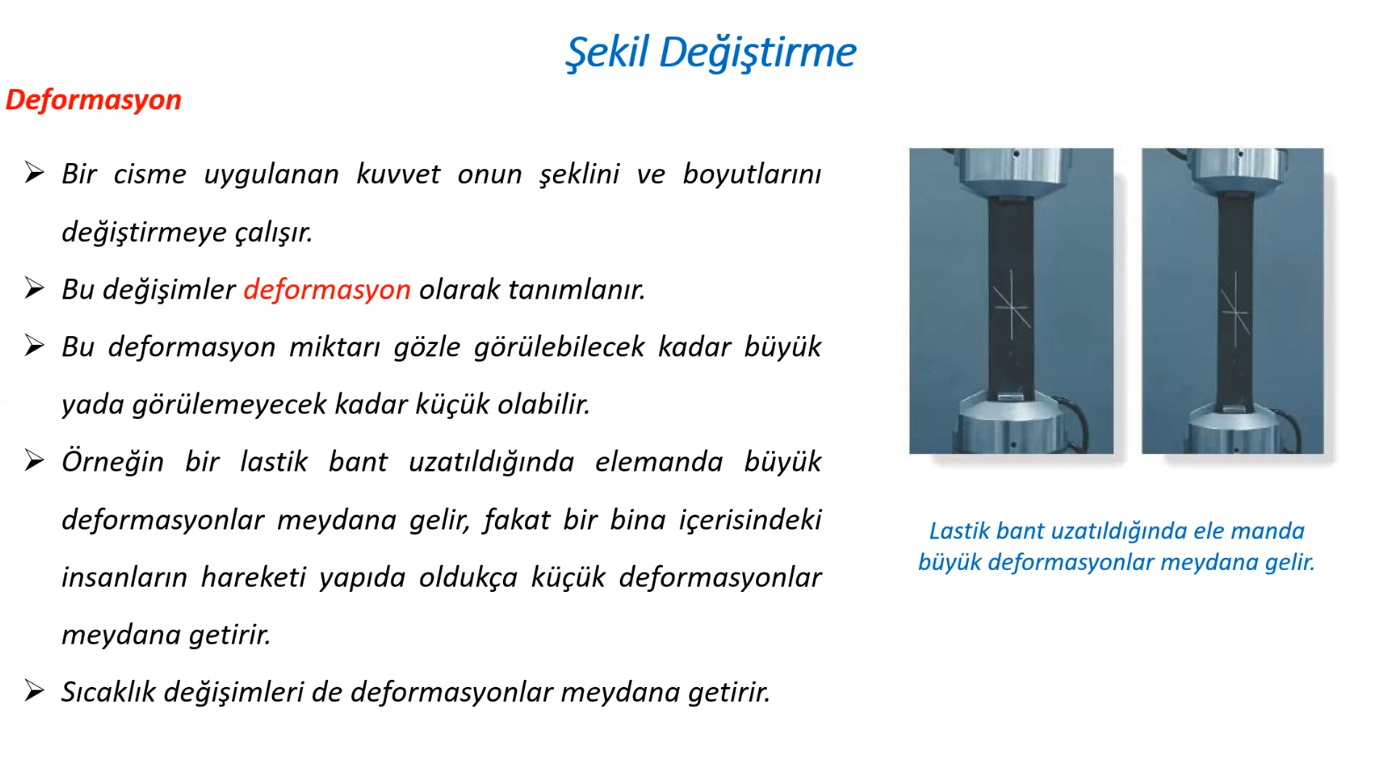 Şekil Değiştirme
Deformasyon
Bir cisme uygulanan kuvvet onun şeklini ve boyutlarını
değiştirmeye çalışır.
Bu değişimler deformasyon olarak tanımlanır.
Bu deformasyon miktarı gözle görülebilecek kadar büyük
yada görülemeyecek kadar küçük olabilir.
Örneğin bir lastik bant uzatıldığında elemanda büyük
deformasyonlar meydana gelir, fakat bir bina içerisindeki
insanların hareketi yapıda oldukça küçük deformasyonlar
meydana getirir.
Sıcaklık değişimleri de deformasyonlar meydana getirir.
Lastik bant uzatıldığında ele manda
büyük deformasyonlar meydana gelir.